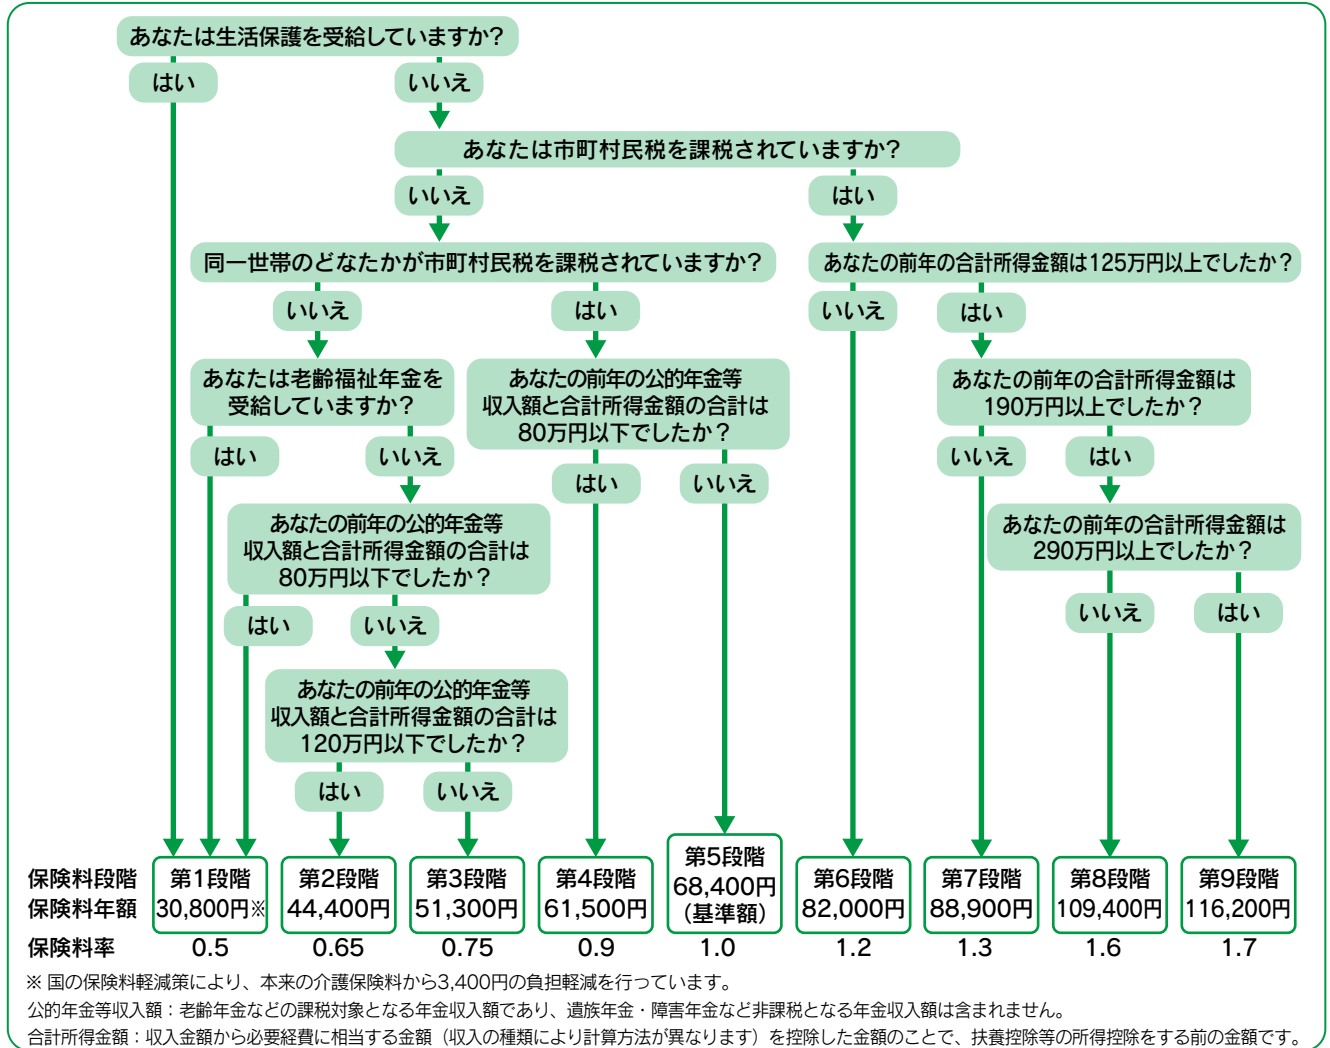 あなたは生活保護を受給していますか?
はい
いいえ
あなたは市町村民税を課税されていますか?
いいえ
はい
同一世帯のどなたかが市町村民税を課税されていますか?
あなたの前年の合計所得金額は125万円以上でしたか?
いいえ
はい
いいえ
はい
あなたは老齢福祉年金を
受給していますか?
あなたの前年の公的年金等
収入額と合計所得金額の合計は
80万円以下でしたか?
あなたの前年の合計所得金額は
190万円以上でしたか?
はい
いいえ
はい
いいえ
いいえ
はい
あなたの前年の公的年金等
収入額と合計所得金額の合計は
80万円以下でしたか?
あなたの前年の合計所得金額は
290万円以上でしたか?
はい
いいえ
いいえ
はい
あなたの前年の公的年金等
収入額と合計所得金額の合計は
120万円以下でしたか?
はい
いいえ
保険料段階 第1段階 第2段階 第3段階 第4段階 第5段階 第6段階 第7段階 第8段階 第9段階
保険料年額 30,800円※ 44,400円 51,300円 61,500円 68,400円 82,000円 88,900円 109,400円 116,200円
(基準額)
保険料率 0.5 0.65 0.75 0.9 1.0 1.2 1.3 1.6 1.7
※ 国の保険料軽減策により、本来の介護保険料から3,400円の負担軽減を行っています。
公的年金等収入額：老齢年金などの課税対象となる年金収入額であり、遺族年金・障害年金など非課税となる年金収入額は含まれません。
合計所得金額：収入金額から必要経費に相当する金額（収入の種類により計算方法が異なります）を控除した金額のことで、扶養控除等の所得控除をする前の金額です。